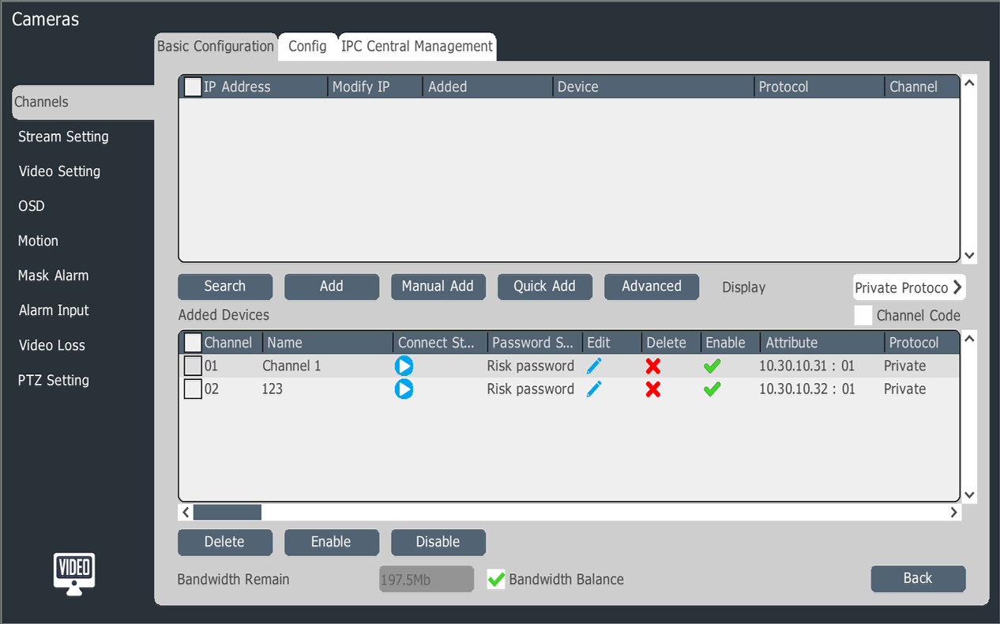 Cameras
Basic Configuration Config IPC Central Management
Channels
Stream Setting
Video Setting
OSD
Motion
Mask Alarm
Alarm Input
Video Loss
PTZ Setting
VIDEO
IP Address Modify IP Added Device Protocol Channel
Search Add Manual Add Quick Add Advanced Display Private Protoco
Added Devices Channel Code
Channel Name Connect St... Password S... Edit Delete Enable Attribute Protocol
01 Channel 1 Risk password 10.30.10.31 : 01 Private
02 123 Risk password 10.30.10.32 : 01 Private
Delete Enable Disable
Bandwidth Remain 197.5Mb Bandwidth Balance Back